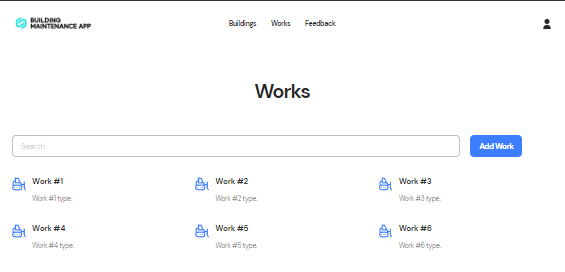 BUILDING
MAINTENANCE APP
Buildings Works Feedback
Works
Search
Add Work
Work #1 Work #2 Work #3
Work #1 type. Work #2 type. Work #3 type.
Work #4 Work #5 Work #6
Work #4 type. Work #5 type. Work #6 type.